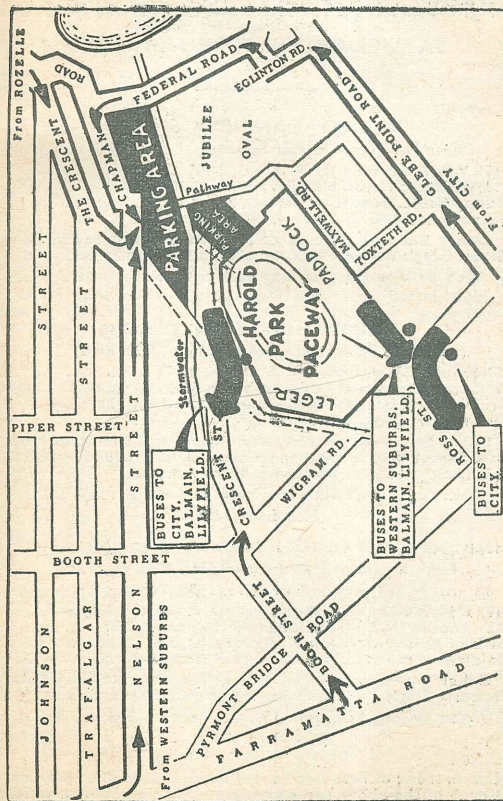 From ROZELLE
ROAD
THE CRESCENT
CHAPMAN
FEDERAL ROAD
EGLINTON RD.
GLEBE POINT ROAD
From CITY
JUBILEE
OVAL
PARKING AREA
Pathway
PARKING
AREA
MAXWELL RD.
TOXTETH RD.
PADDOCK
HAROLD
PARK
PACEWAY
LEGER
Stormwater
JOHNSON STREET
TRAFALGAR STREET
NELSON STREET
PIPER STREET
BOOTH STREET
CRESCENT ST.
WIGRAM RD.
ROSS ST.
BUSES TO
CITY,
BALMAIN,
LILYFIELD.
BUSES TO
WESTERN SUBURBS,
BALMAIN, LILYFIELD.
BUSES TO
CITY.
BOOTH STREET
PYRMONT BRIDGE ROAD
FARRAMATTA ROAD
From WESTERN SUBURBS